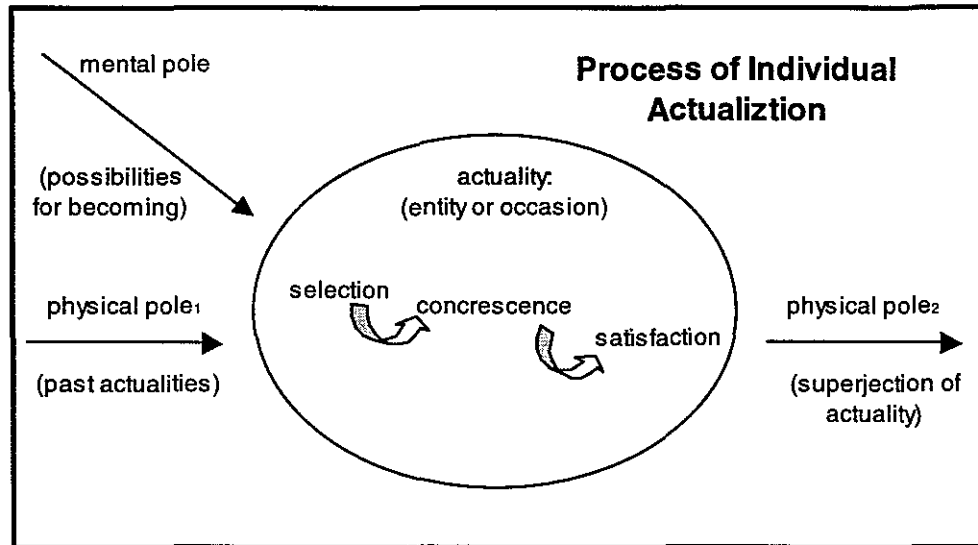 Process of Individual
Actualiztion
mental pole
(possibilities
for becoming)
actuality:
(entity or occasion)
physical pole₁
(past actualities)
selection
concrescence
satisfaction
physical pole₂
(superjection of
actuality)